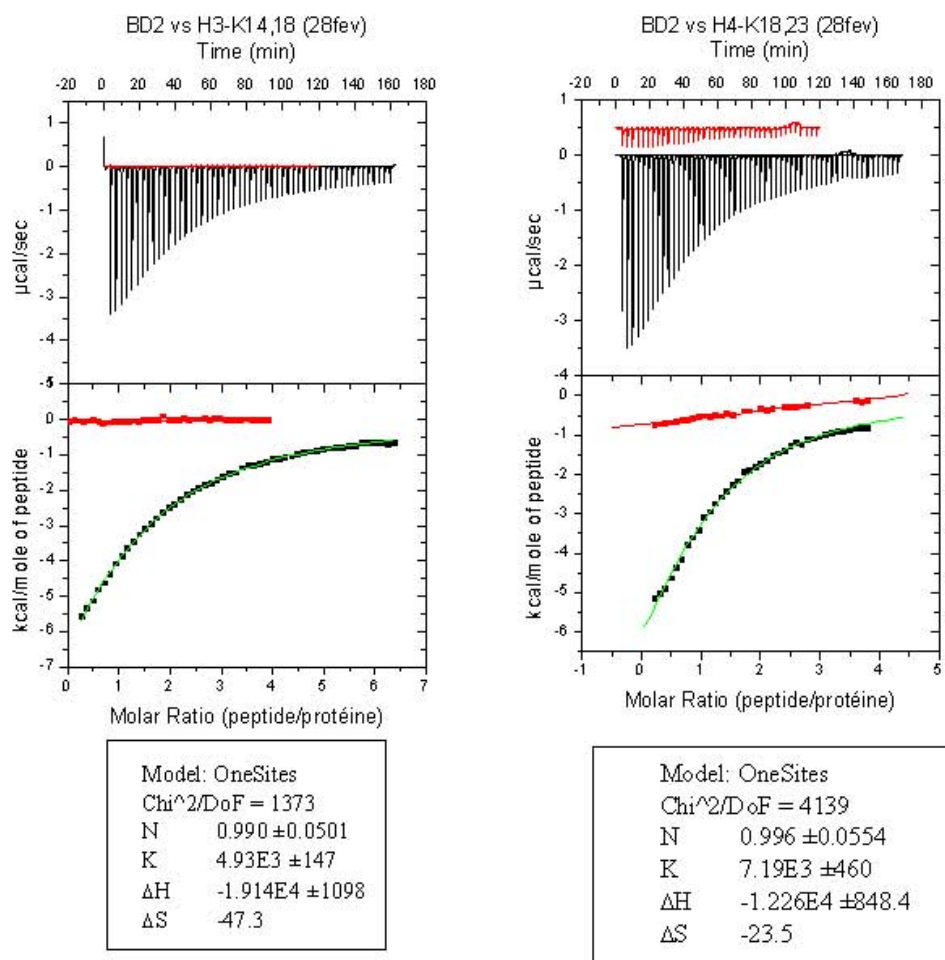 BD2 vs H3-K14,18 (28fev)
Time (min)
-20 0 20 40 60 80 100 120 140 160 180
1
0
-1
-2
-3
-4
-5
µcal/sec
0
-1
-2
-3
-4
-5
-6
-7
kcal/mole of peptide
0 1 2 3 4 5 6 7
Molar Ratio (peptide/protéine)
Model: OneSites
Chi^2/DoF = 1373
N 0.990 ±0.0501
K 4.93E3 ±147
ΔH -1.914E4 ±1098
ΔS -47.3
BD2 vs H4-K18,23 (28fev)
Time (min)
-20 0 20 40 60 80 100 120 140 160 180
1
0
-1
-2
-3
-4
µcal/sec
0
-1
-2
-3
-4
-5
-6
kcal/mole of peptide
-1 0 1 2 3 4 5
Molar Ratio (peptide/protéine)
Model: OneSites
Chi^2/DoF = 4139
N 0.996 ±0.0554
K 7.19E3 ±460
ΔH -1.226E4 ±848.4
ΔS -23.5